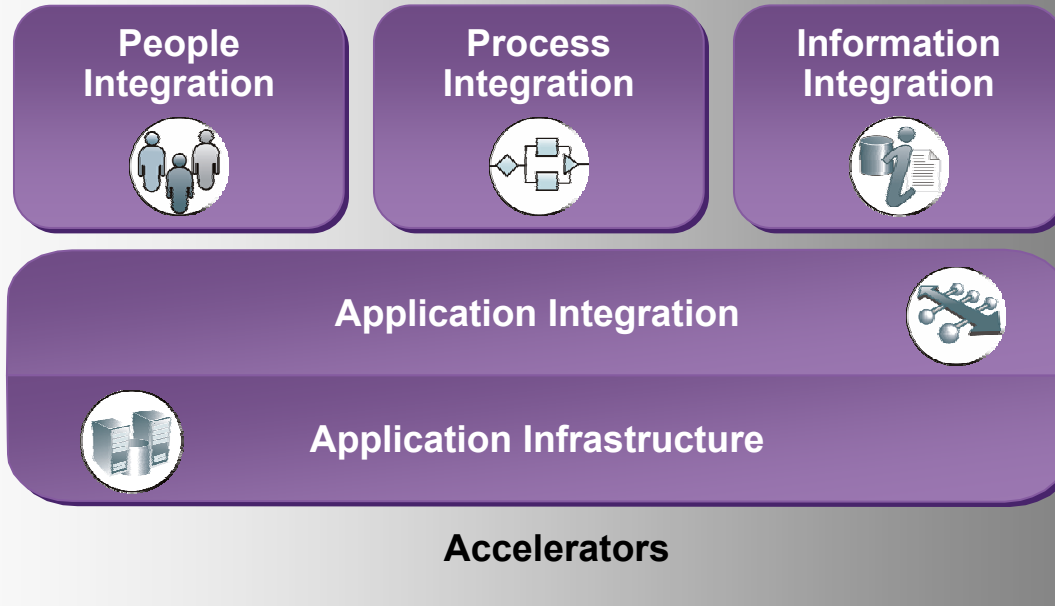 People
Integration
Process
Integration
Information
Integration
Application Integration
Application Infrastructure
Accelerators